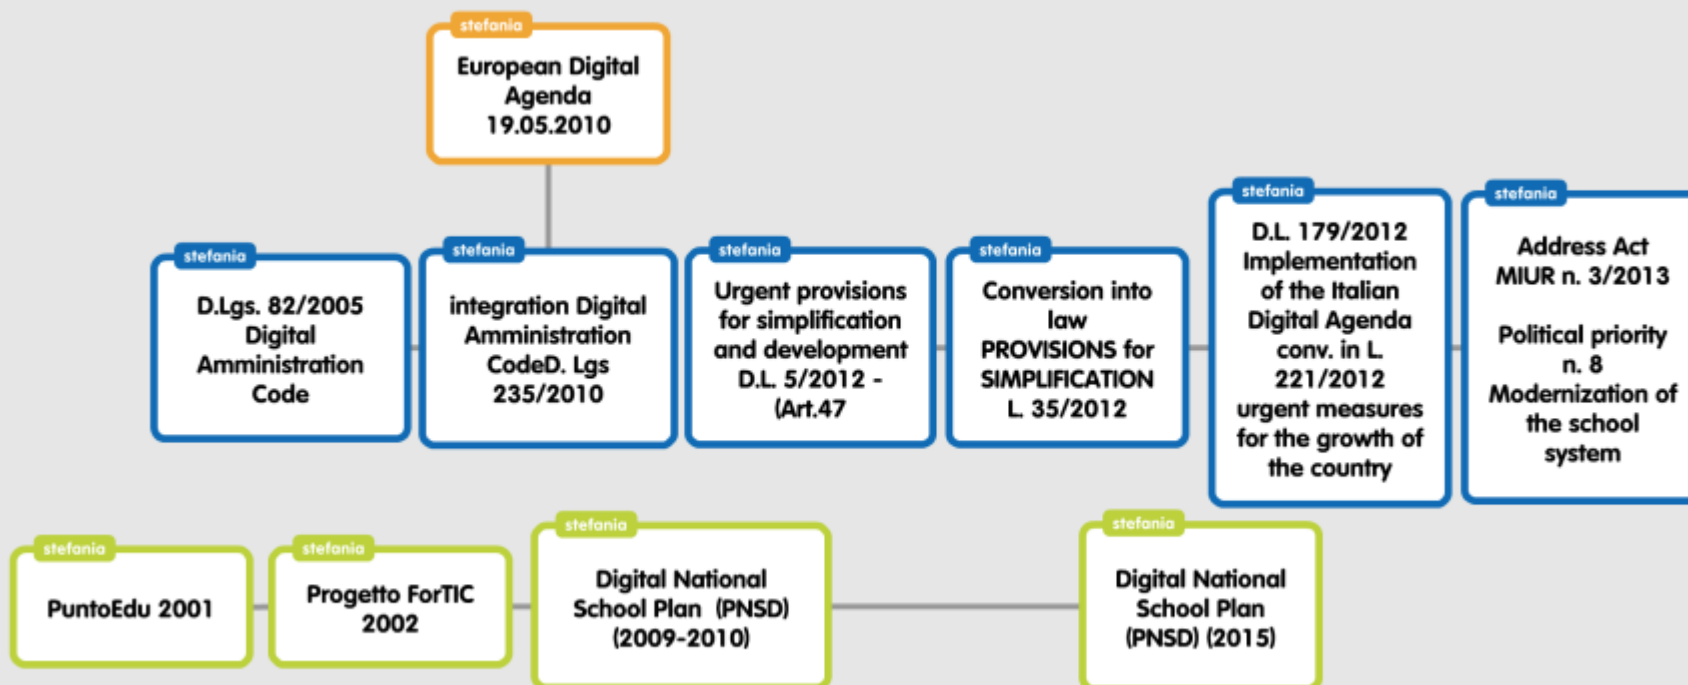 stefania
European Digital
Agenda
19.05.2010
stefania
D.Lgs. 82/2005
Digital
Amministration
Code
stefania
integration Digital
Amministration
CodeD. Lgs
235/2010
stefania
Urgent provisions
for simplification
and development
D.L. 5/2012 -
(Art.47
stefania
Conversion into
law
PROVISIONS for
SIMPLIFICATION
L. 35/2012
stefania
D.L. 179/2012
Implementation
of the Italian
Digital Agenda
conv. in L.
221/2012
urgent measures
for the growth of
the country
stefania
Address Act
MIUR n. 3/2013
Political priority
n. 8
Modernization of
the school
system
stefania
PuntoEdu 2001
stefania
Progetto ForTIC
2002
stefania
Digital National
School Plan (PNSD)
(2009-2010)
stefania
Digital National
School Plan
(PNSD) (2015)